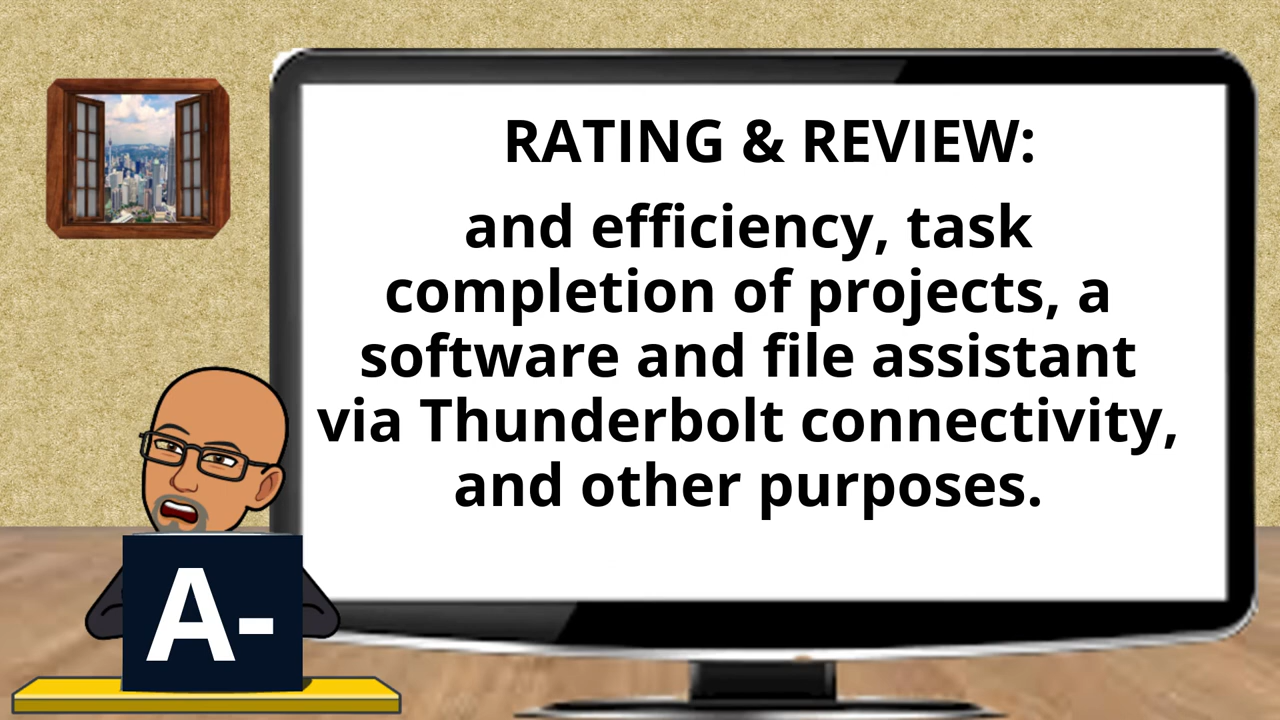 RATING & REVIEW:
and efficiency, task
completion of projects, a
software and file assistant
via Thunderbolt connectivity,
and other purposes.
A-